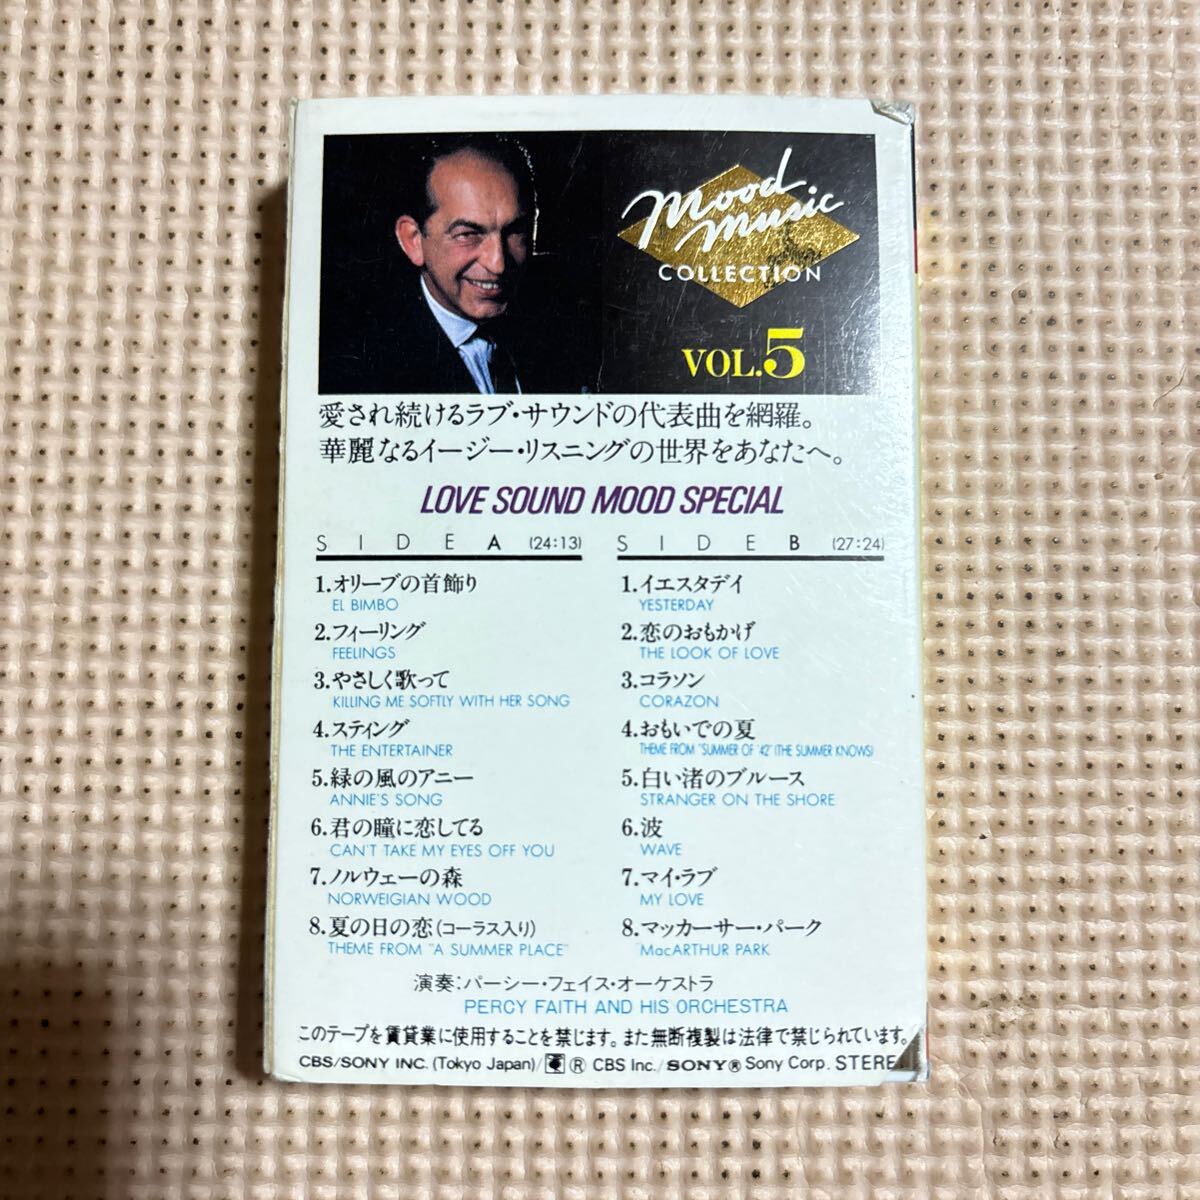 Mood
Music
COLLECTION
VOL.5
愛され続けるラブ・サウンドの代表曲を網羅。
華麗なるイージー・リスニングの世界をあなたへ。
LOVE SOUND MOOD SPECIAL
SIDE A (24:13)
1.オリーブの首飾り
EL BIMBO
2.フィーリング
FEELINGS
3.やさしく歌って
KILLING ME SOFTLY WITH HER SONG
4.スティング
THE ENTERTAINER
5.緑の風のアニー
ANNIE'S SONG
6.君の瞳に恋してる
CAN'T TAKE MY EYES OFF YOU
7.ノルウェーの森
NORWEGIAN WOOD
8.夏の日の恋(コーラス入り)
THEME FROM "A SUMMER PLACE"
SIDE B (27:24)
1.イエスタデイ
YESTERDAY
2.恋のおもかげ
THE LOOK OF LOVE
3.コラソン
CORAZON
4.おもいでの夏
THEME FROM "SUMMER OF '42" (THE SUMMER KNOWS)
5.白い渚のブルース
STRANGER ON THE SHORE
6.波
WAVE
7.マイ・ラブ
MY LOVE
8.マッカーサー・パーク
MacARTHUR PARK
演奏:パーシー・フェイス・オーケストラ
PERCY FAITH AND HIS ORCHESTRA
このテープを賃貸業に使用することを禁じます。また無断複製は法律で禁じられています。
CBS/SONY INC. (Tokyo Japan)/ ® CBS Inc./SONY® Sony Corp. STERE